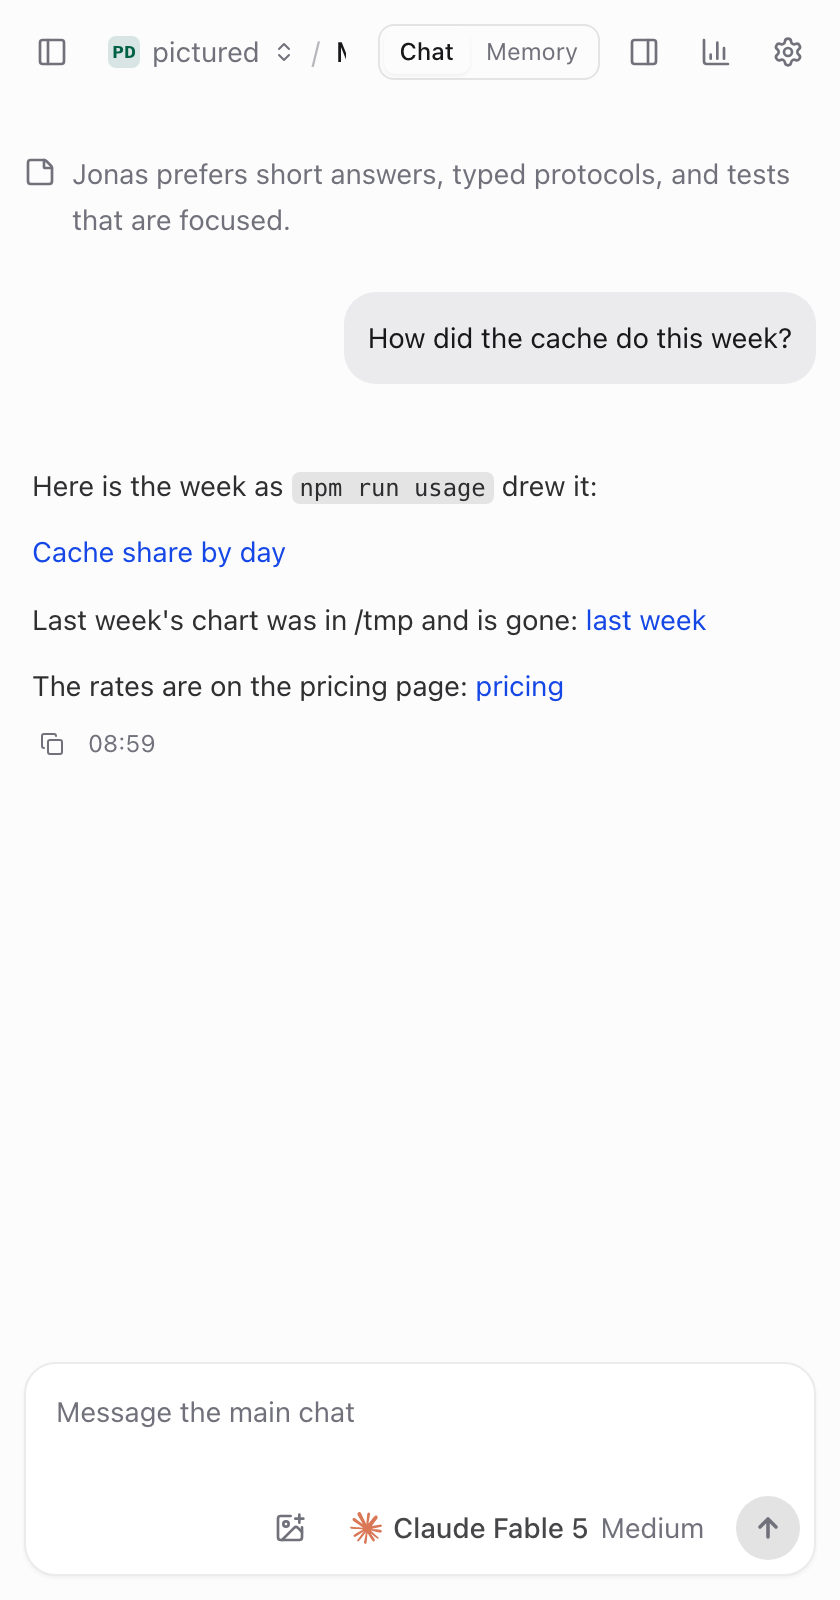 PD pictured / Chat Memory
Jonas prefers short answers, typed protocols, and tests
that are focused.
How did the cache do this week?
Here is the week as npm run usage drew it:
Cache share by day
Last week's chart was in /tmp and is gone: last week
The rates are on the pricing page: pricing
08:59
Message the main chat
Claude Fable 5 Medium